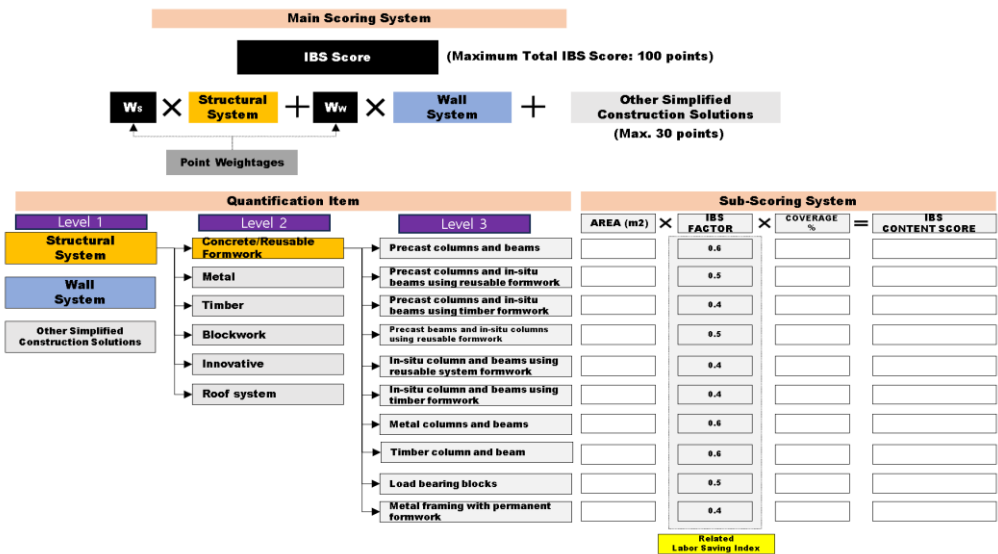 Main Scoring System
IBS Score
(Maximum Total IBS Score: 100 points)
Ws × Structural System + Ww × Wall System + Other Simplified Construction Solutions
(Max. 30 points)
Point Weightages
Quantification Item
Sub-Scoring System
Level 1
Level 2
Level 3
AREA (m2) × IBS FACTOR × COVERAGE % = IBS CONTENT SCORE
Structural
System
Wall
System
Other Simplified
Construction Solutions
Concrete/Reusable
Formwork
Metal
Timber
Blockwork
Innovative
Roof system
Precast columns and beams
0.6
Precast columns and in-situ
beams using reusable formwork
0.5
Precast columns and in-situ
beams using timber formwork
0.4
Precast beams and in-situ columns
using reusable formwork
0.5
In-situ column and beams using
reusable system formwork
0.4
In-situ column and beams using
timber formwork
0.4
Metal columns and beams
0.6
Timber column and beam
0.6
Load bearing blocks
0.5
Metal framing with permanent
formwork
0.4
Related
Labor Saving Index